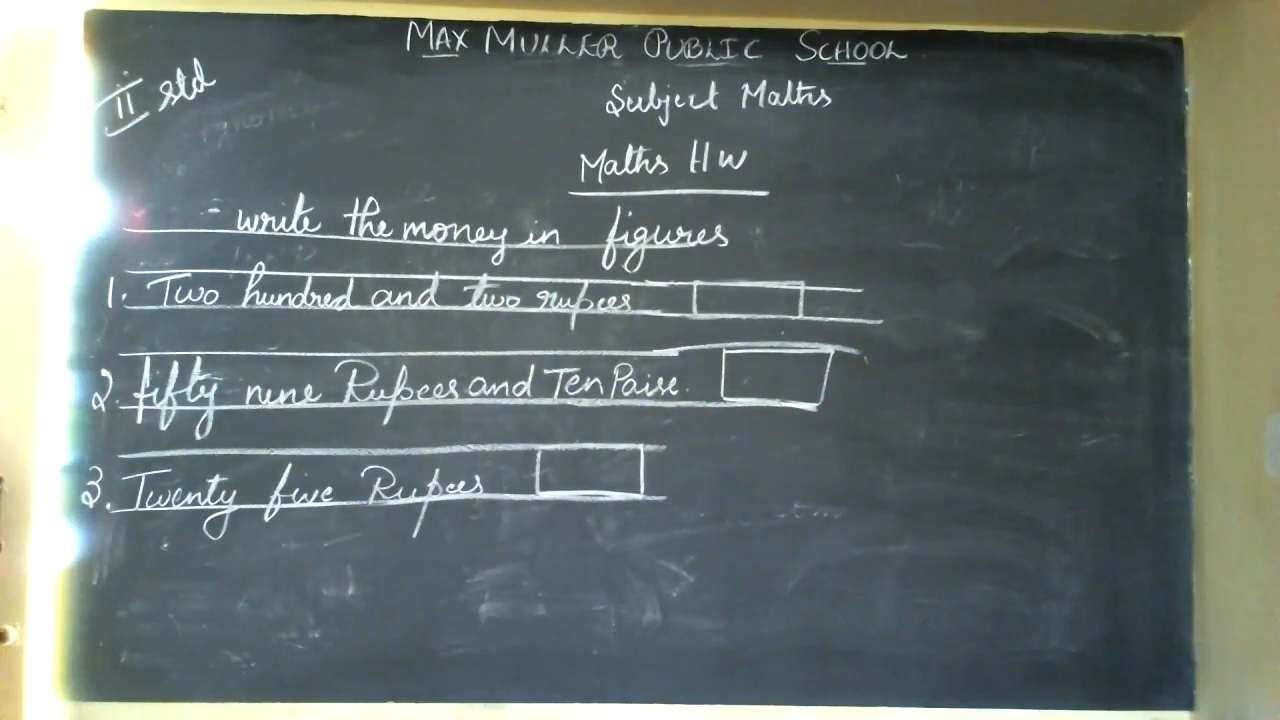 MAX MULLER PUBLIC SCHOOL
II std
Subject Maths
Maths HW
- write the money in figures
1. Two hundred and two rupees
2. fifty nine Rupees and Ten Paise.
3. Twenty five Rupees